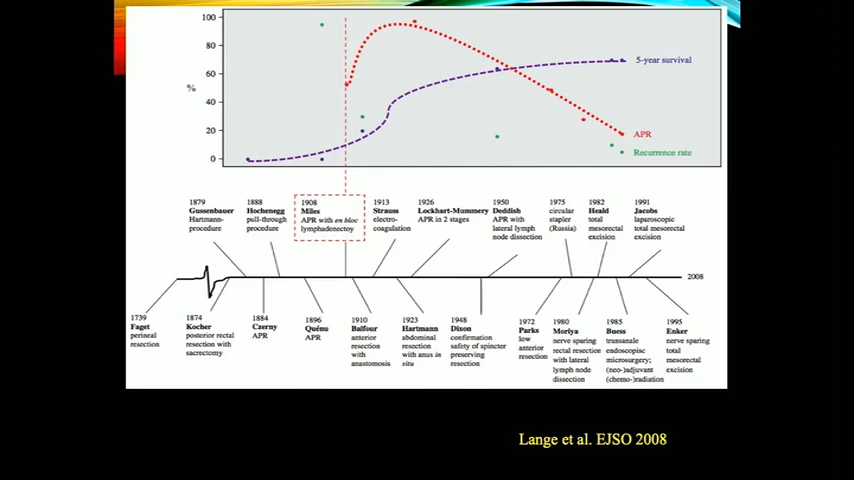 100
80
60
%
40
20
0
5-year survival
APR
Recurrence rate
1879
Gussenbauer
Hartmann-
procedure
1888
Hochenegg
pull-through
procedure
1908
Miles
APR with en bloc
lymphadenectoy
1913
Strauss
electro-
coagulation
1926
Lockhart-Mummery
APR in 2 stages
1950
Deddish
APR with
lateral lymph
node dissection
1975
circular
stapler
(Russia)
1982
Heald
total
mesorectal
excision
1991
Jacobs
laparoscopic
total mesorectal
excision
2008
1739
Faget
perineal
resection
1874
Kocher
posterior rectal
resection with
sacrectomy
1884
Czerny
APR
1896
Quénu
APR
1910
Balfour
anterior
resection
with
anastomosis
1923
Hartmann
abdominal
resection
with anus in
situ
1948
Dixon
confirmation
safety of spincter
preserving
resection
1972
Parks
low
anterior
resection
1980
Moriya
nerve sparing
rectal resection
with lateral
lymph node
dissection
1985
Buess
transanale
endoscopisc
microsurgery;
(neo-)adjuvant
(chemo-)radiation
1995
Enker
nerve sparing
total
mesorectal
excision
Lange et al. EJSO 2008